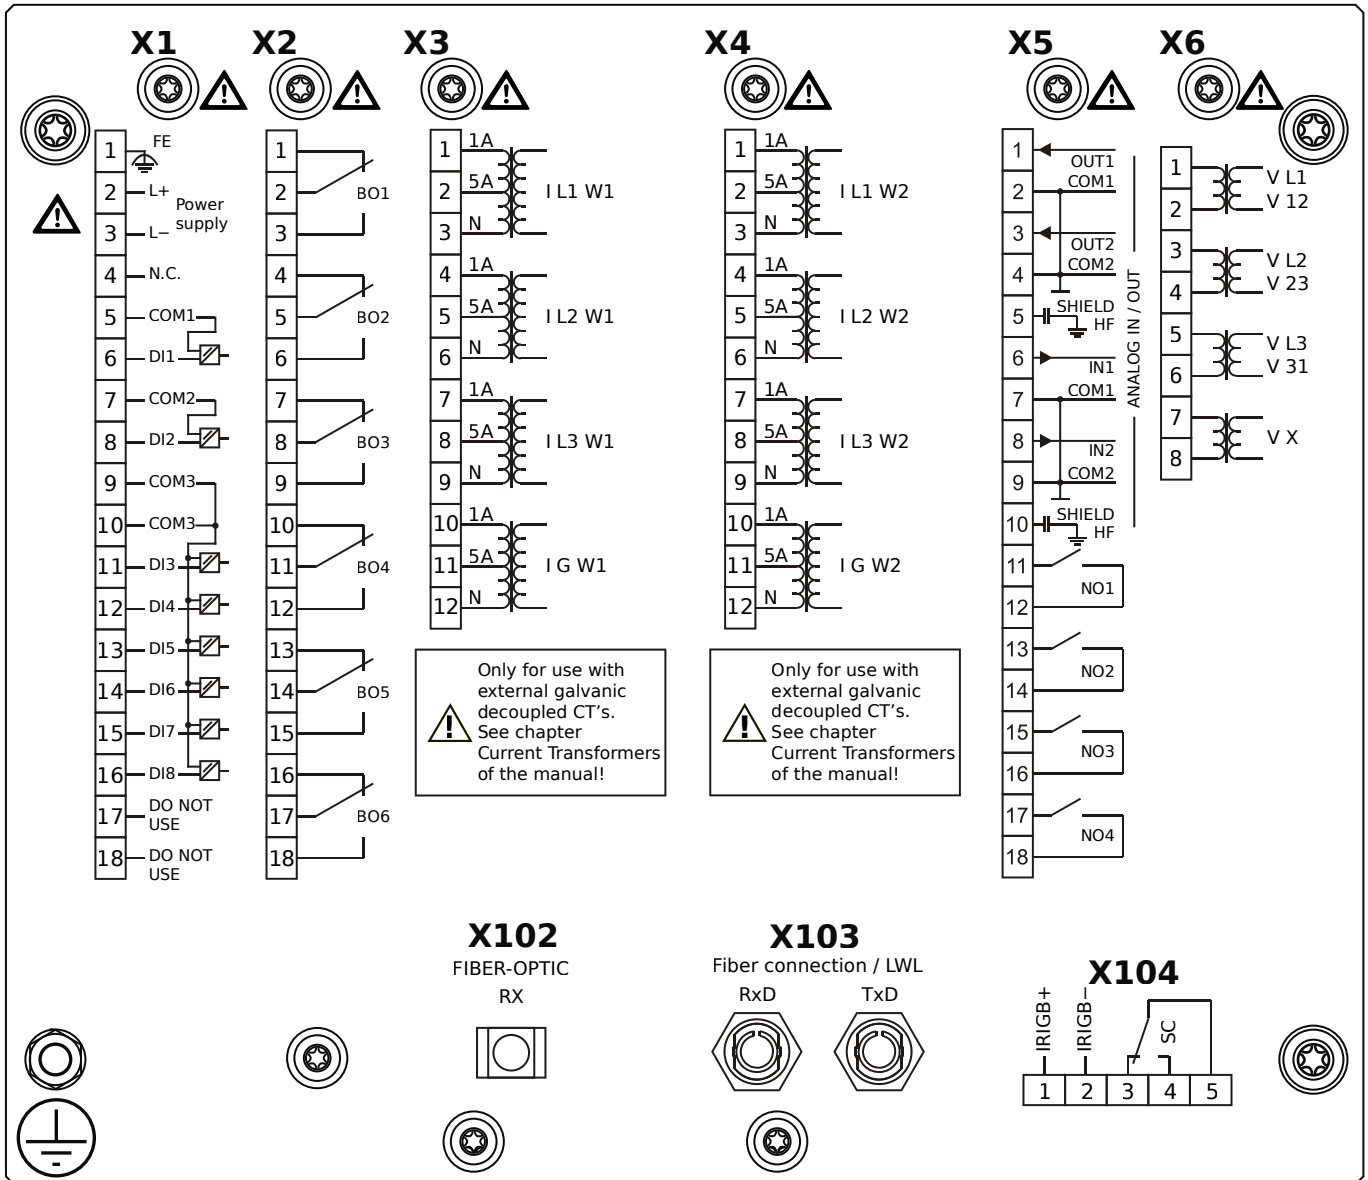 X1
X2
X3
X4
X5
X6
1
FE
2
L+
Power
supply
3
L−
4
N.C.
5
COM1
6
DI1
7
COM2
8
DI2
9
COM3
10
COM3
11
DI3
12
DI4
13
DI5
14
DI6
15
DI7
16
DI8
17
DO NOT
USE
18
DO NOT
USE
1
2
BO1
3
4
5
BO2
6
7
8
BO3
9
10
11
BO4
12
13
14
BO5
15
16
17
BO6
18
1
1A
2
5A
I L1 W1
3
N
4
1A
5
5A
I L2 W1
6
N
7
1A
8
5A
I L3 W1
9
N
10
1A
11
5A
I G W1
12
N
Only for use with
external galvanic
decoupled CT's.
See chapter
Current Transformers
of the manual!
1
1A
2
5A
I L1 W2
3
N
4
1A
5
5A
I L2 W2
6
N
7
1A
8
5A
I L3 W2
9
N
10
1A
11
5A
I G W2
12
N
Only for use with
external galvanic
decoupled CT's.
See chapter
Current Transformers
of the manual!
1
OUT1
2
COM1
3
OUT2
4
COM2
5
SHIELD
HF
6
IN1
7
COM1
8
IN2
9
COM2
10
SHIELD
HF
ANALOG IN / OUT
11
NO1
12
13
NO2
14
15
NO3
16
17
NO4
18
1
V L1
2
V 12
3
V L2
4
V 23
5
V L3
6
V 31
7
V X
8
X102
FIBER-OPTIC
RX
X103
Fiber connection / LWL
RxD
TxD
X104
IRIGB+
IRIGB−
SC
1
2
3
4
5